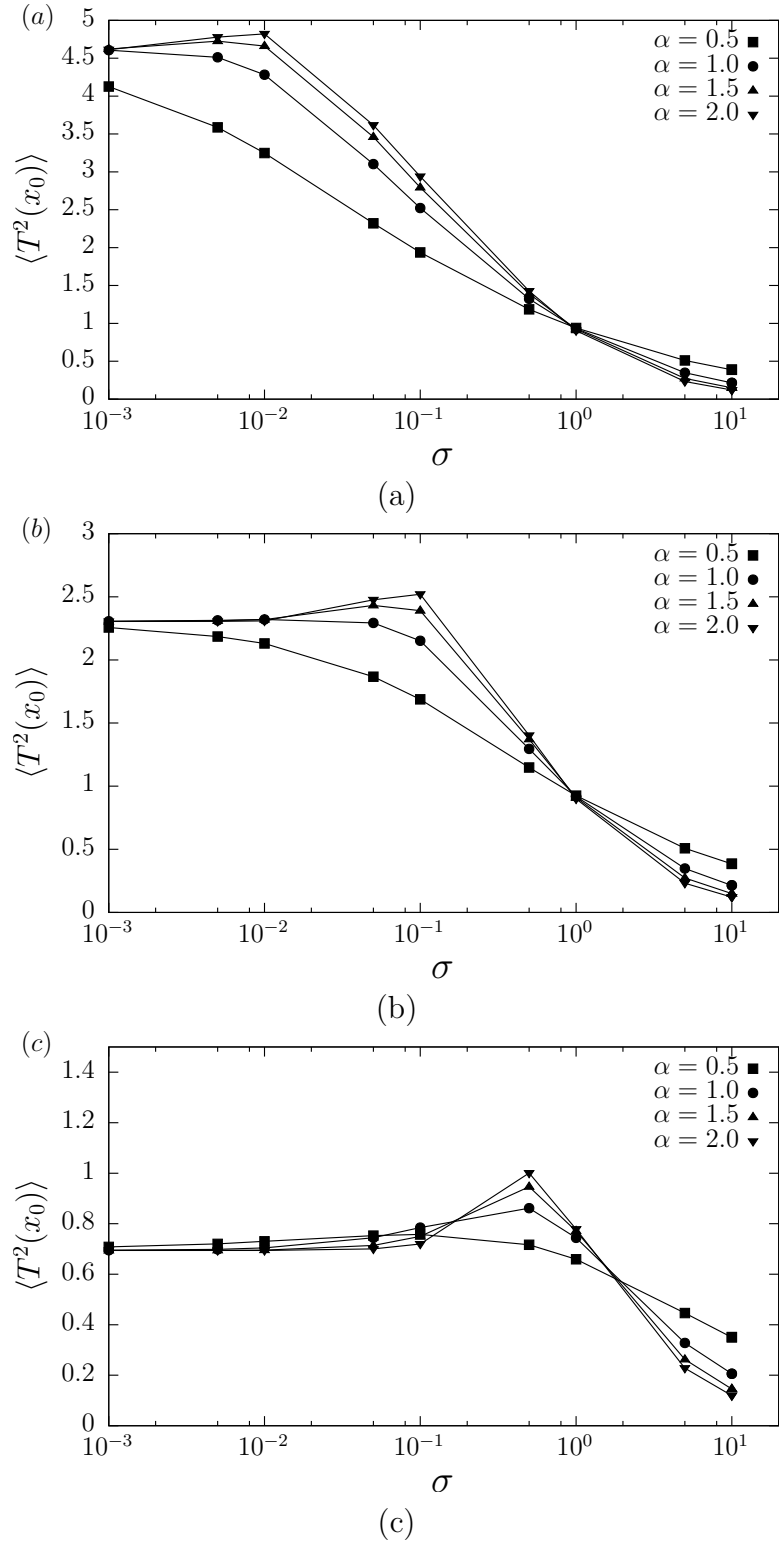 (a)
5
4.5
4
3.5
3
2.5
2
1.5
1
0.5
0
⟨T²(x₀)⟩
α = 0.5
α = 1.0
α = 1.5
α = 2.0
10⁻³ 10⁻² 10⁻¹ 10⁰ 10¹
σ
(a)
(b)
3
2.5
2
1.5
1
0.5
0
⟨T²(x₀)⟩
α = 0.5
α = 1.0
α = 1.5
α = 2.0
10⁻³ 10⁻² 10⁻¹ 10⁰ 10¹
σ
(b)
(c)
1.4
1.2
1
0.8
0.6
0.4
0.2
0
⟨T²(x₀)⟩
α = 0.5
α = 1.0
α = 1.5
α = 2.0
10⁻³ 10⁻² 10⁻¹ 10⁰ 10¹
σ
(c)